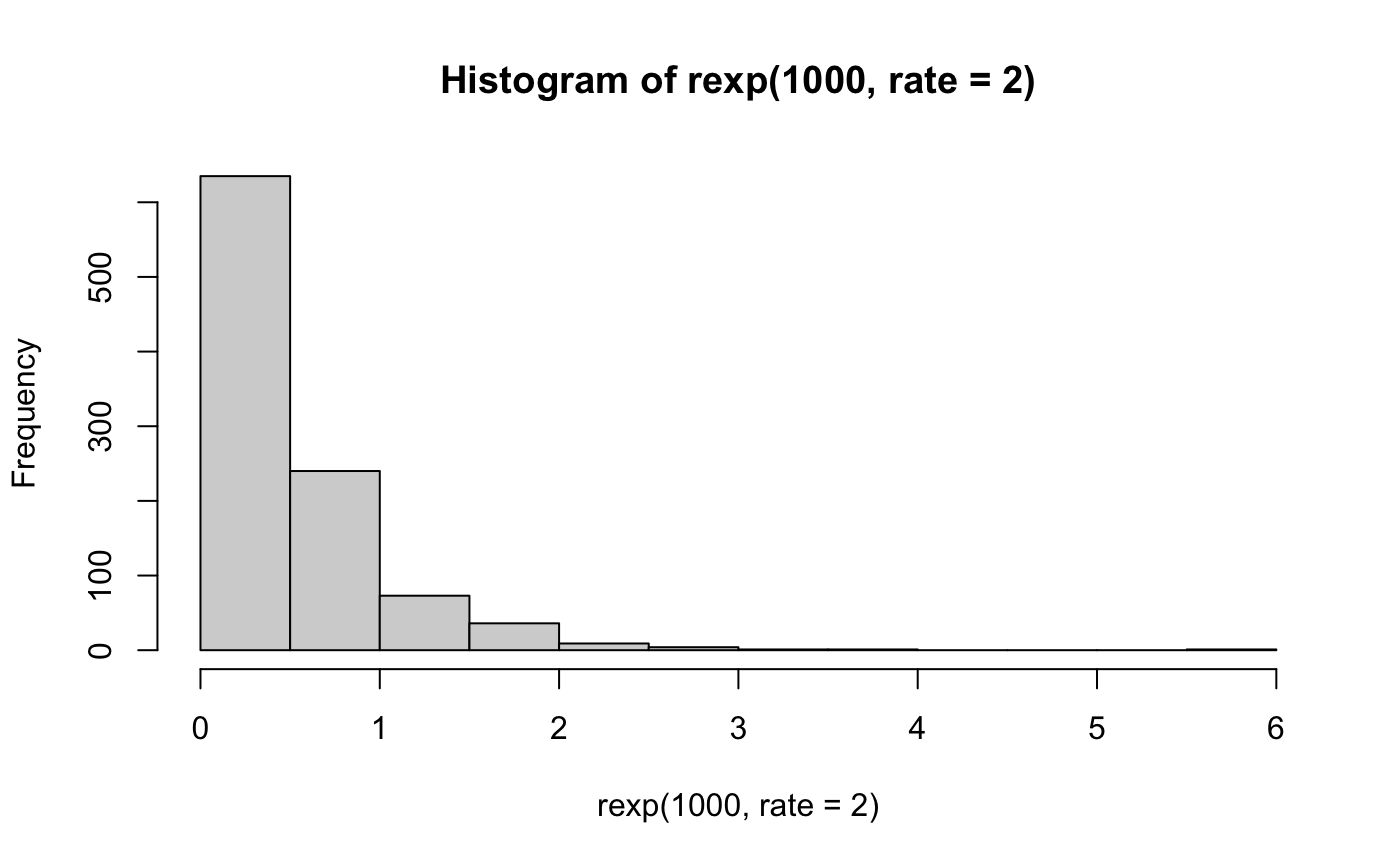 Histogram of rexp(1000, rate = 2)
Frequency
500
300
100
0
0 1 2 3 4 5 6
rexp(1000, rate = 2)